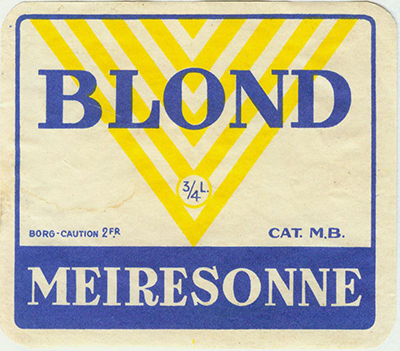 BLOND
3/4 L.
BORG-CAUTION 2 FR. CAT. M.B.
MEIRESONNE